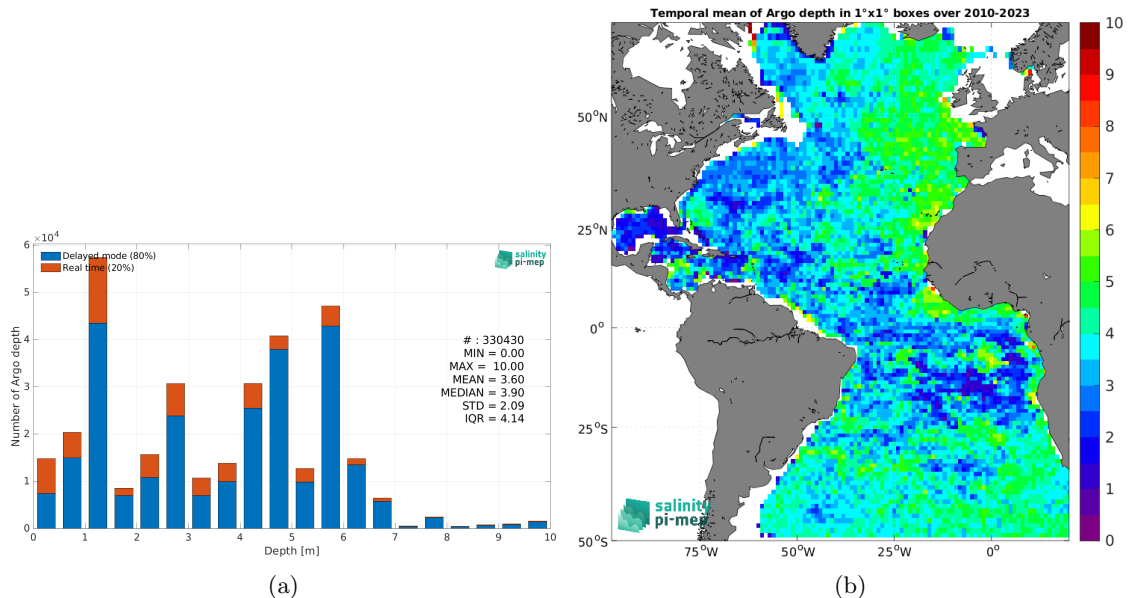 ×10⁴
6
5
4
3
2
1
0
Number of Argo depth
Delayed mode (80%)
Real time (20%)
salinity
pi-mep
# : 330430
MIN = 0.00
MAX = 10.00
MEAN = 3.60
MEDIAN = 3.90
STD = 2.09
IQR = 4.14
0 1 2 3 4 5 6 7 8 9 10
Depth [m]
(a)
Temporal mean of Argo depth in 1°x1° boxes over 2010-2023
50°N
25°N
0°
25°S
50°S
75°W 50°W 25°W 0°
salinity
pi-mep
10
9
8
7
6
5
4
3
2
1
0
(b)